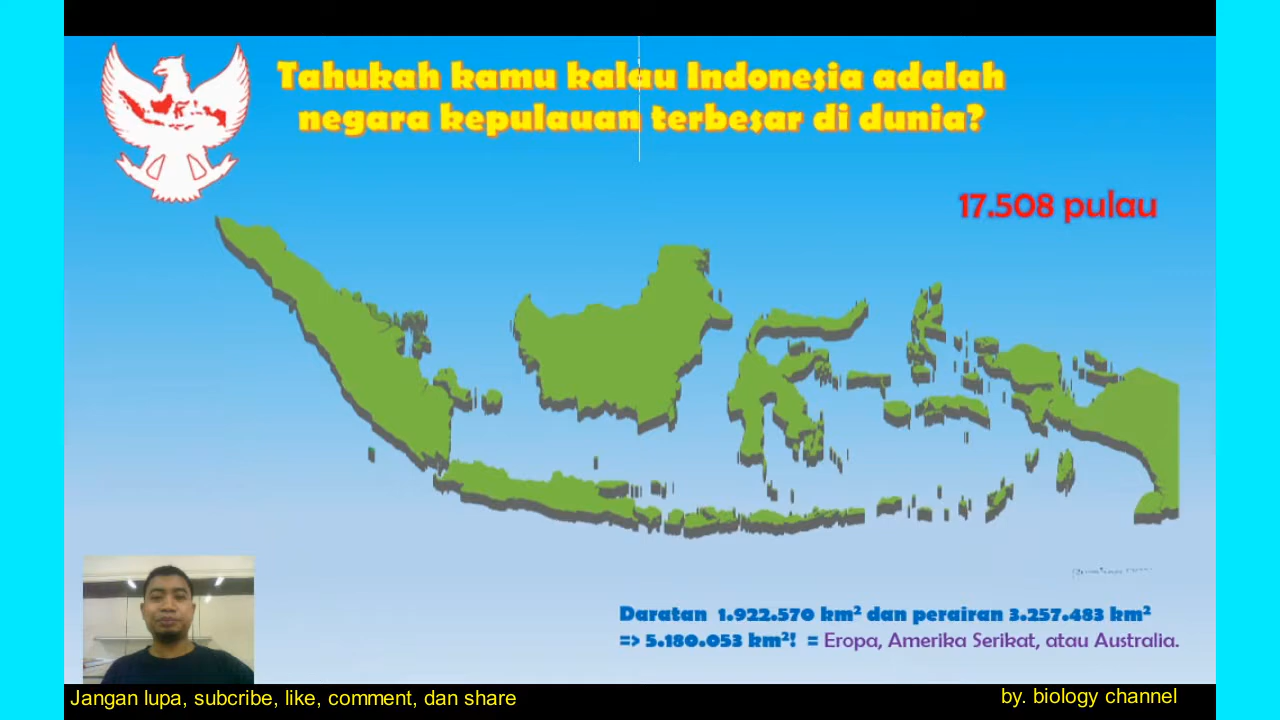 Tahukah kamu kalau Indonesia adalah
negara kepulauan terbesar di dunia?
17.508 pulau
Daratan 1.922.570 km² dan perairan 3.257.483 km²
=> 5.180.053 km²! = Eropa, Amerika Serikat, atau Australia.
Jangan lupa, subcribe, like, comment, dan share
by. biology channel